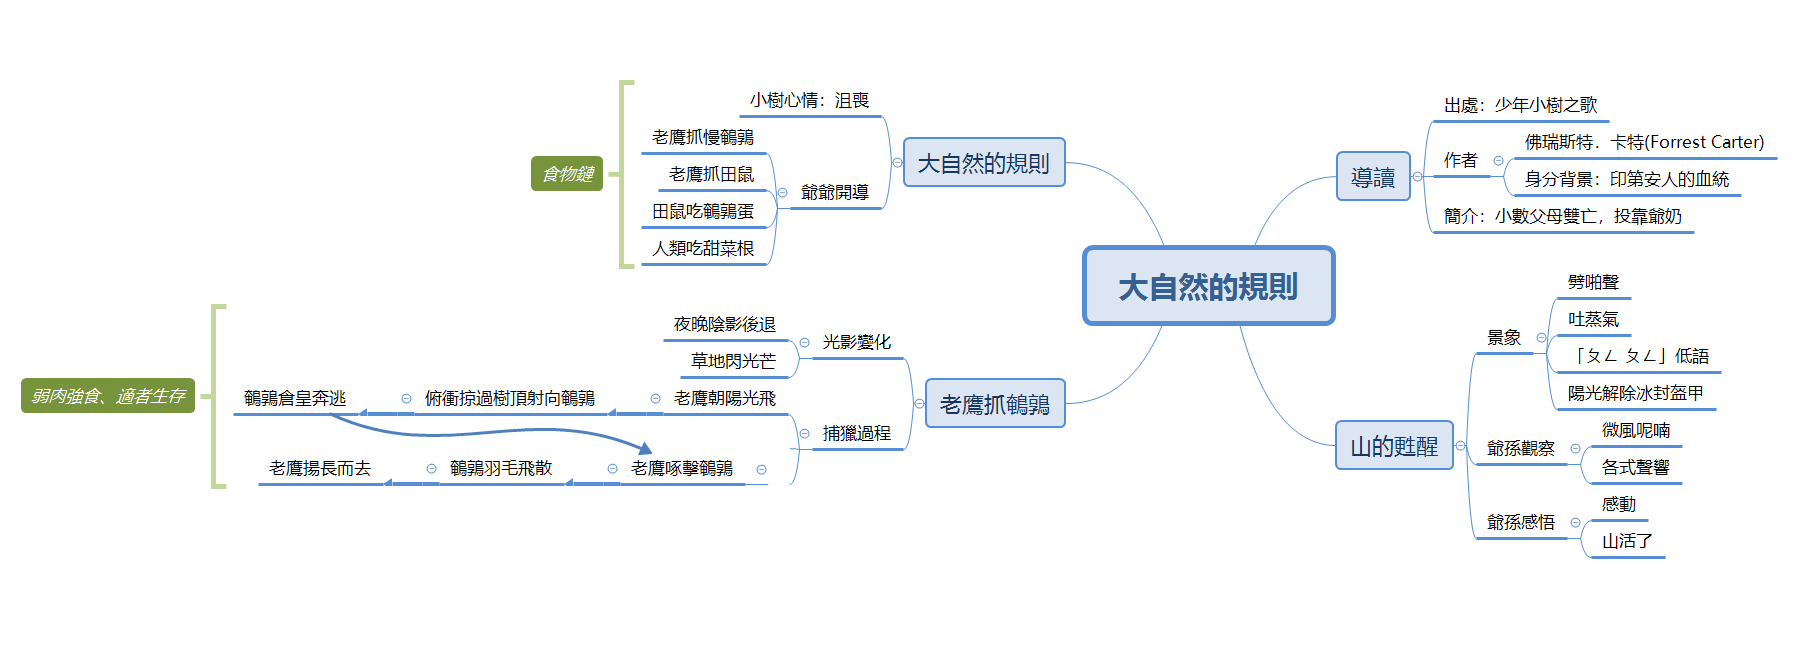 大自然的規則
導讀
出處：少年小樹之歌
作者
佛瑞斯特．卡特(Forrest Carter)
身分背景：印第安人的血統
簡介：小數父母雙亡，投靠爺奶
山的甦醒
景象
劈啪聲
吐蒸氣
「ㄆㄥ ㄆㄥ」低語
陽光解除冰封盔甲
爺孫觀察
微風呢喃
各式聲響
爺孫感悟
感動
山活了
大自然的規則
小樹心情：沮喪
爺爺開導
老鷹抓慢鵪鶉
老鷹抓田鼠
田鼠吃鵪鶉蛋
人類吃甜菜根
食物鏈
老鷹抓鵪鶉
光影變化
夜晚陰影後退
草地閃光芒
捕獵過程
老鷹朝陽光飛
俯衝掠過樹頂射向鵪鶉
鵪鶉倉皇奔逃
老鷹啄擊鵪鶉
鵪鶉羽毛飛散
老鷹揚長而去
弱肉強食、適者生存